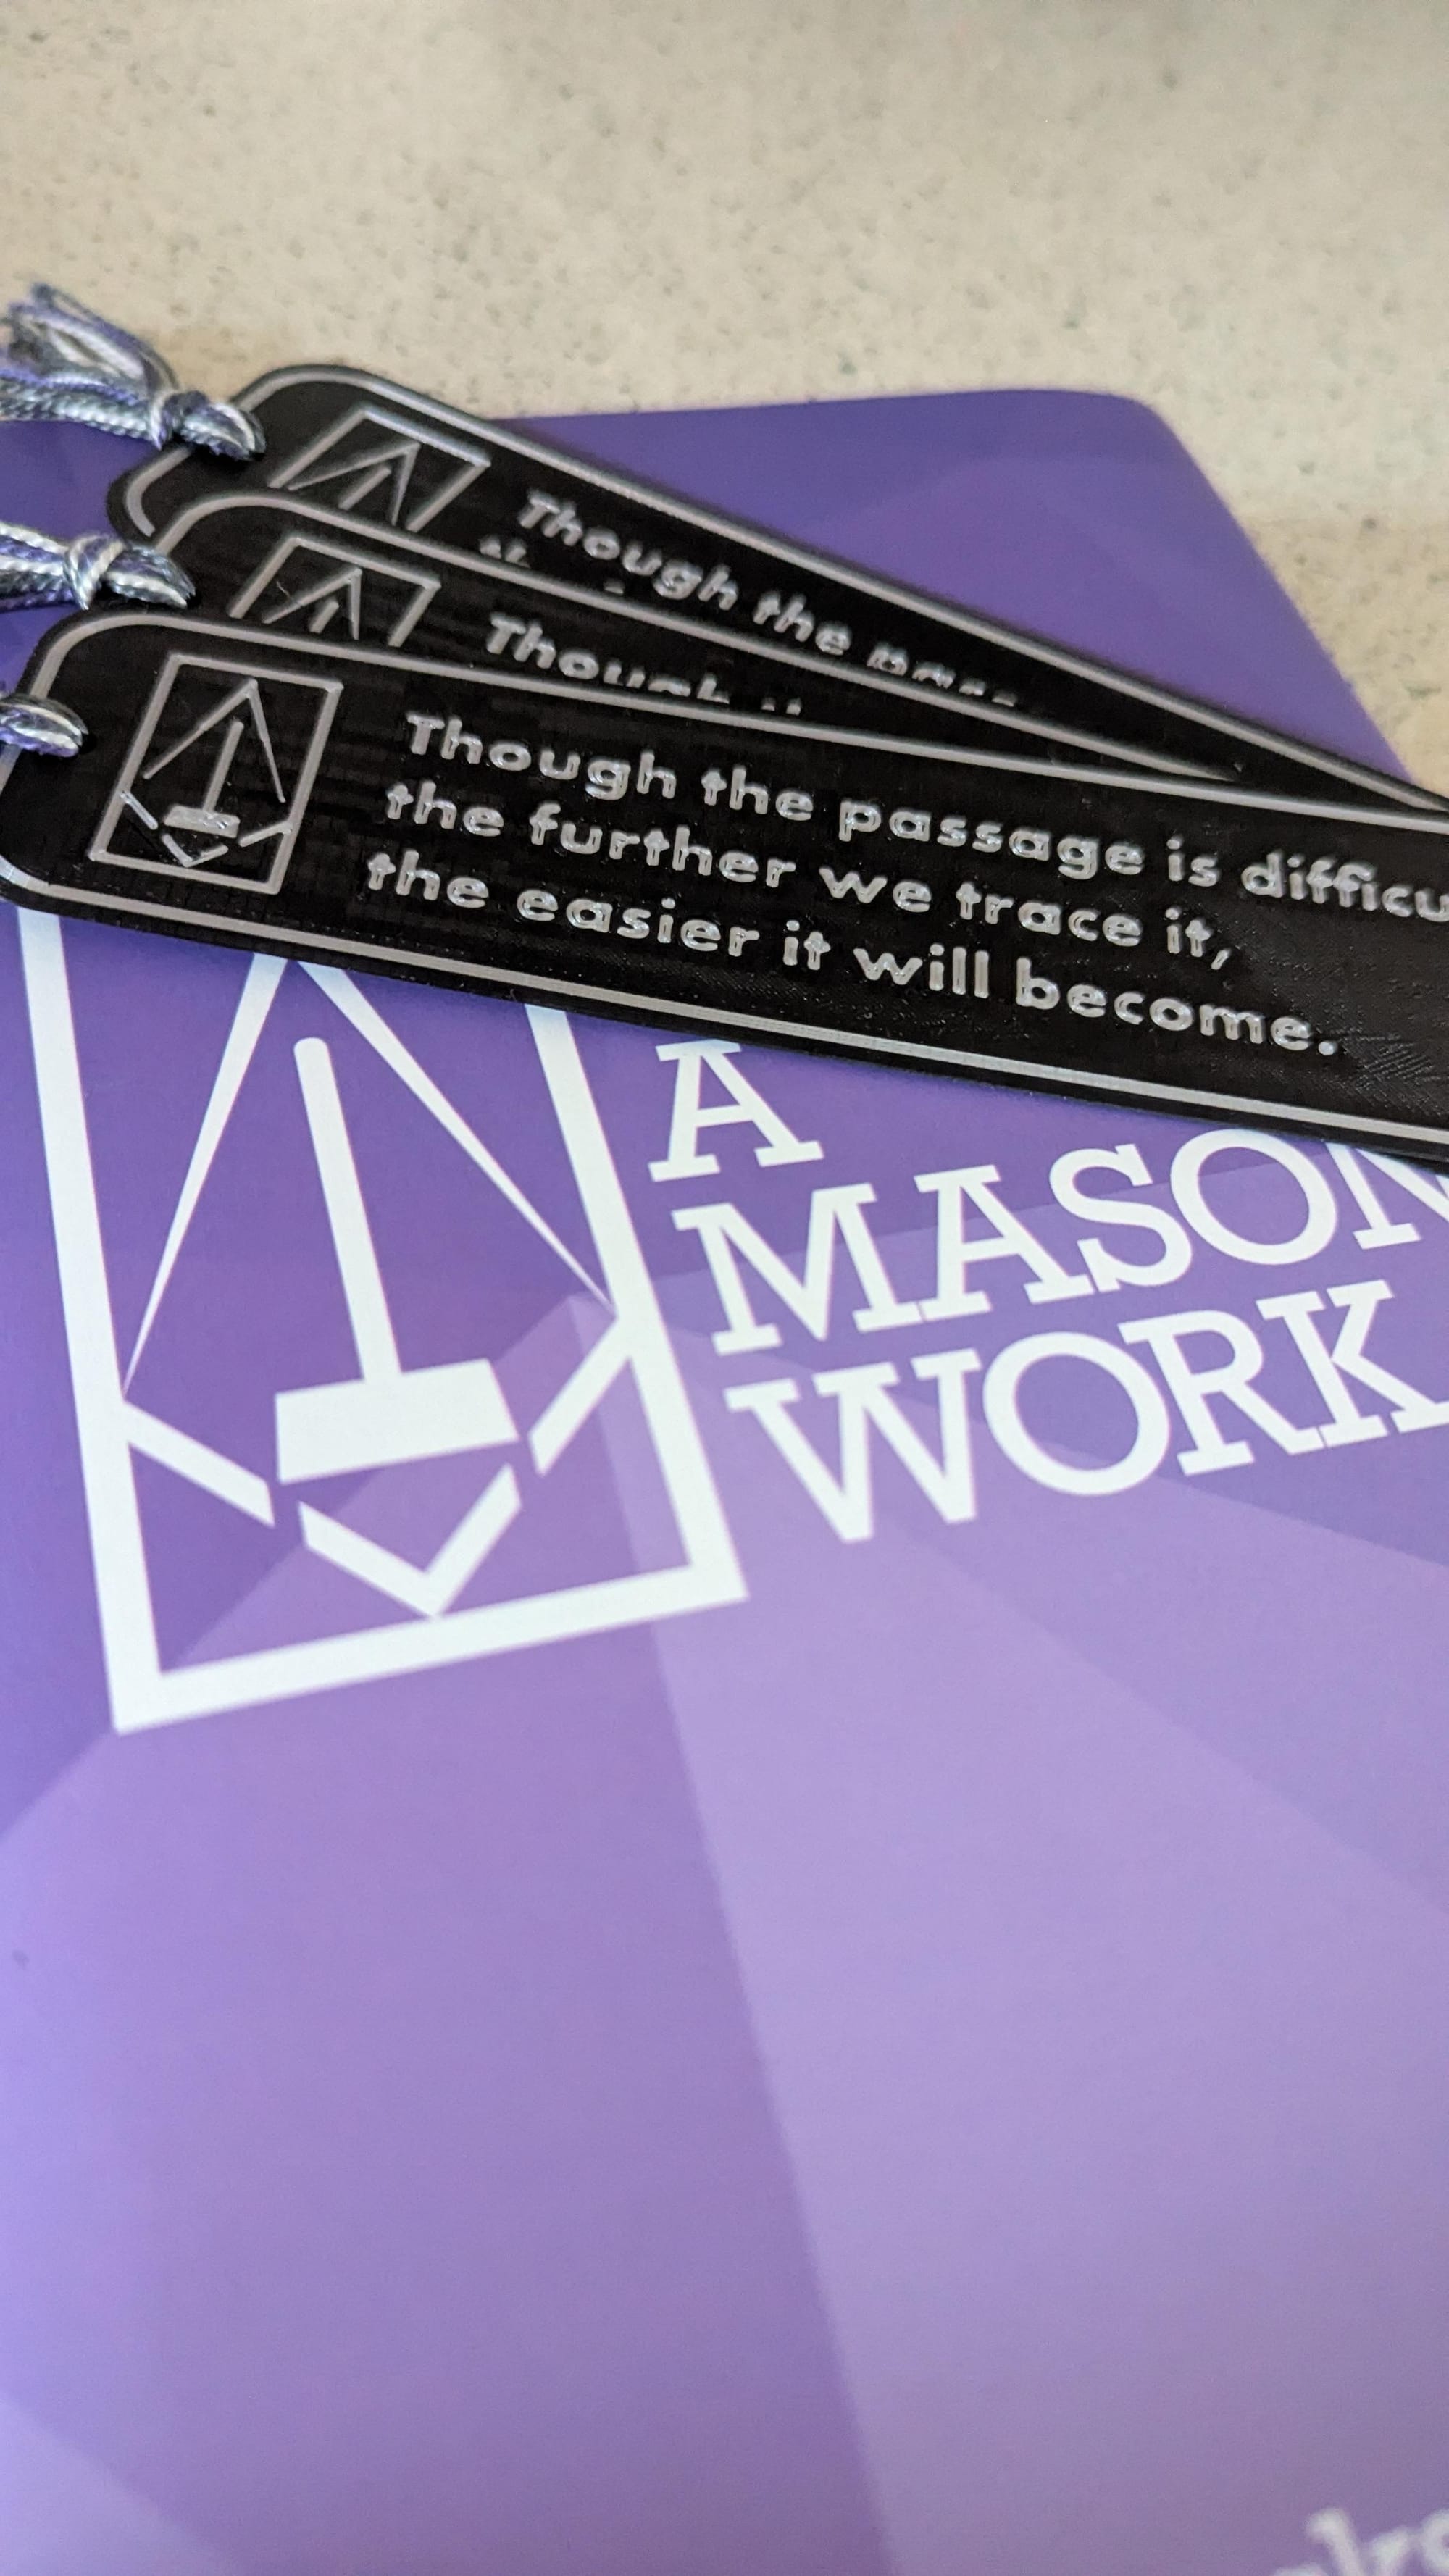 Though the
Though
Though the passage is difficu
the further we trace it,
the easier it will become.
A
MASON
WORK